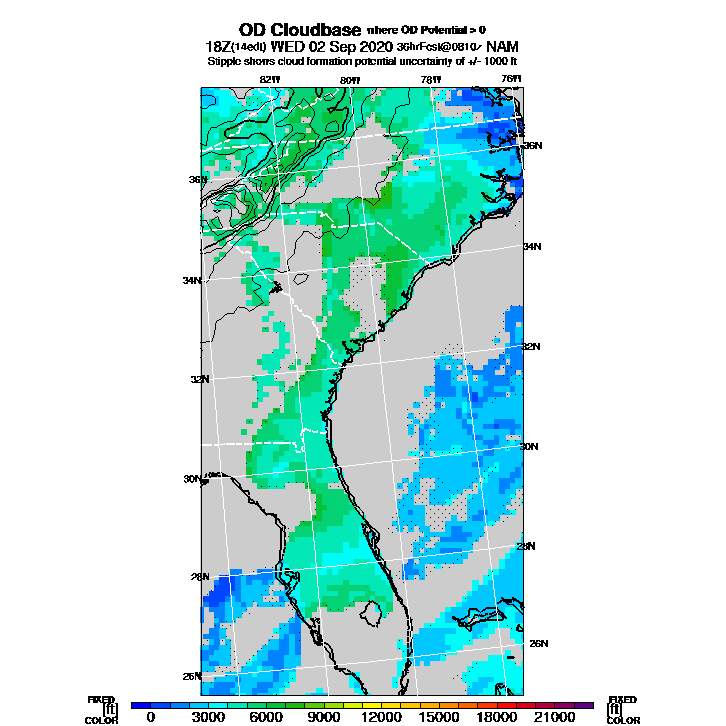 OD Cloudbase where OD Potential > 0
18Z(14edt) WED 02 Sep 2020 36hrFcst@0810z NAM
Stipple shows cloud formation potential uncertainty of +/- 1000 ft
82W 80W 78W 76W
36N
36N
34N
34N
32N
32N
30N
30N
28N
28N
26N
26N
FIXED FIXED
[ft] 0 3000 6000 9000 12000 15000 18000 21000 [ft]
COLOR COLOR